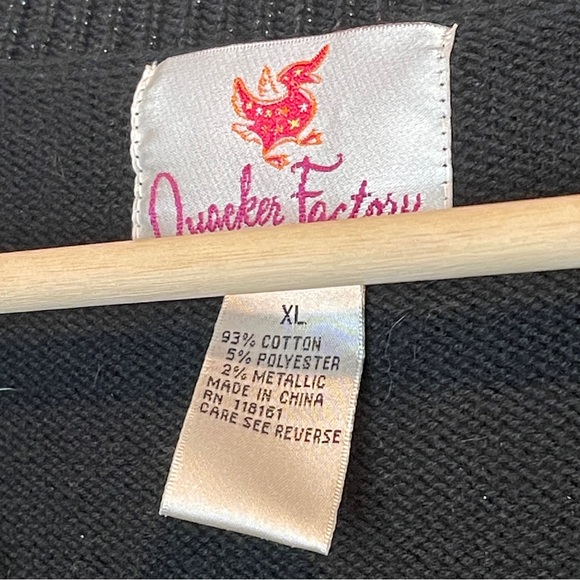 Quacker Factory
XL
93% COTTON
5% POLYESTER
2% METALLIC
MADE IN CHINA
RN 118161
CARE SEE REVERSE